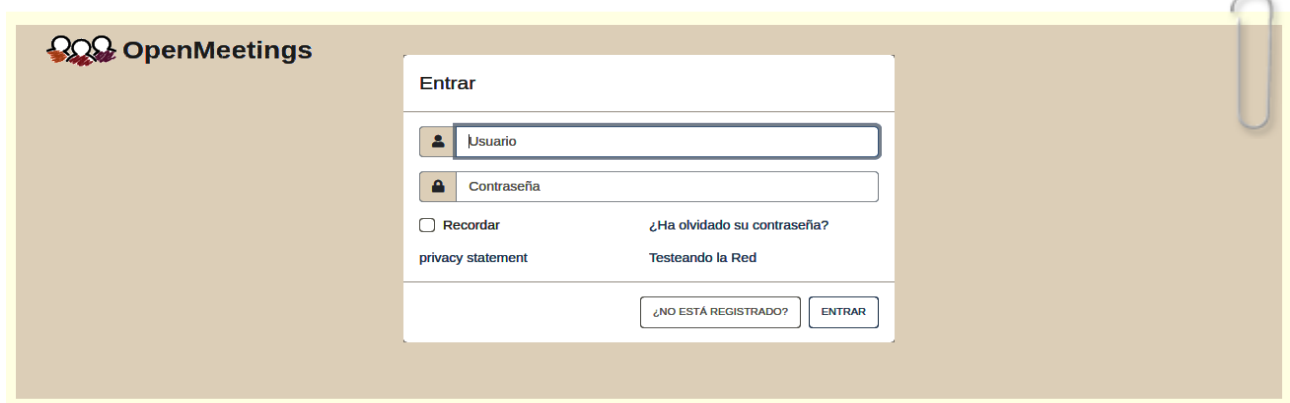 OpenMeetings
Entrar
Usuario
Contraseña
Recordar
¿Ha olvidado su contraseña?
privacy statement
Testeando la Red
¿NO ESTÁ REGISTRADO?
ENTRAR